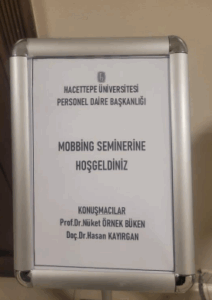 HACETTEPE ÜNİVERSİTESİ
PERSONEL DAİRE BAŞKANLIĞI
MOBBİNG SEMİNERİNE
HOŞGELDİNİZ
KONUŞMACILAR
Prof.Dr.Nüket ÖRNEK BÜKEN
Doç.Dr.Hasan KAYIRGAN